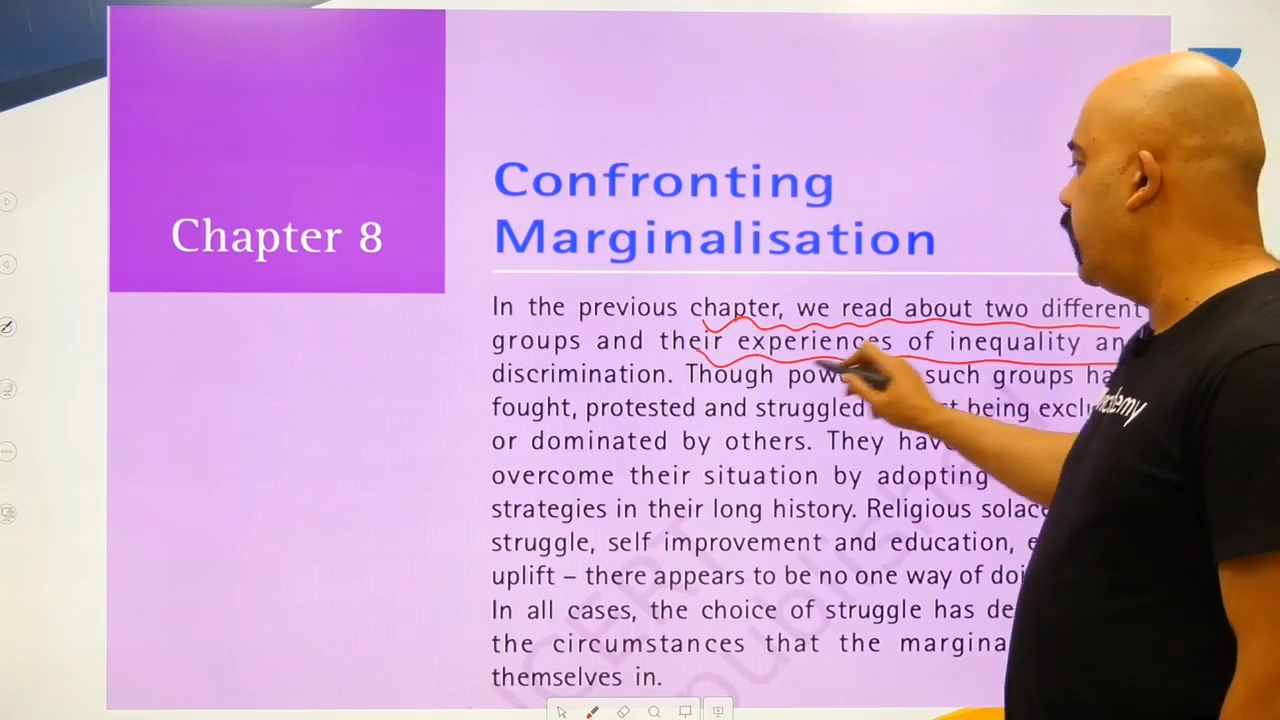 Chapter 8
Confronting
Marginalisation
In the previous chapter, we read about two different
groups and their experiences of inequality an
discrimination. Though pow such groups ha
fought, protested and struggled being exclu
or dominated by others. They hav
overcome their situation by adopting
strategies in their long history. Religious solac
struggle, self improvement and education,
uplift – there appears to be no one way of doi
In all cases, the choice of struggle has de
the circumstances that the margina
themselves in.